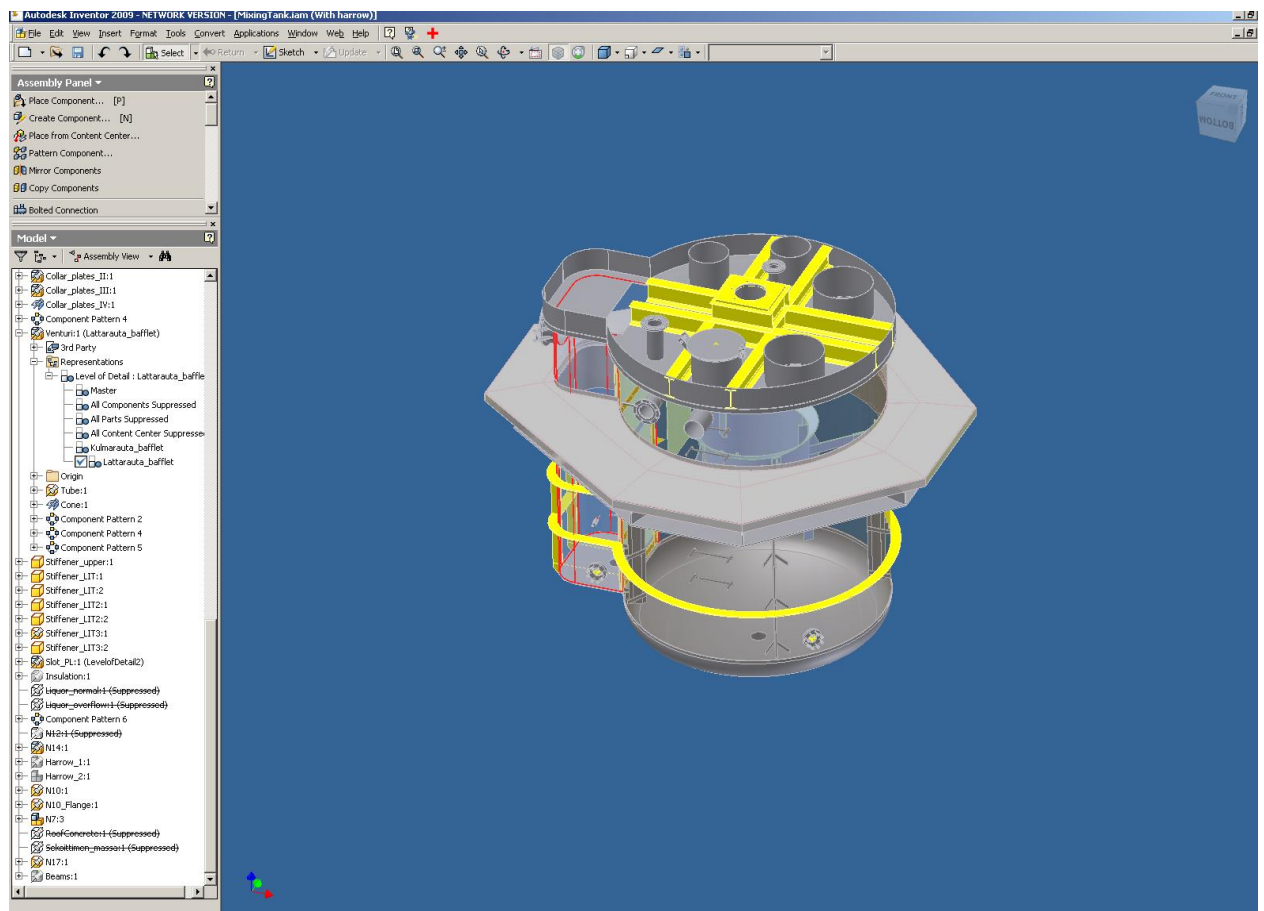 Autodesk Inventor 2009 - NETWORK VERSION - [MixingTank.iam (With harrow)]
File Edit View Insert Format Tools Convert Applications Window Web Help
Select Return Sketch Update
Assembly Panel
Place Component... [P]
Create Component... [N]
Place from Content Center...
Pattern Component...
Mirror Components
Copy Components
Bolted Connection
Model
Assembly View
Collar_plates_II:1
Collar_plates_III:1
Collar_plates_IV:1
Component Pattern 4
Venturi:1 (Lattarauta_bafflet)
3rd Party
Representations
Level of Detail : Lattarauta_baffle
Master
All Components Suppressed
All Parts Suppressed
All Content Center Suppresse
Kulmarauta_bafflet
Lattarauta_bafflet
Origin
Tube:1
Cone:1
Component Pattern 2
Component Pattern 4
Component Pattern 5
Stiffener_upper:1
Stiffener_LIT:1
Stiffener_LIT:2
Stiffener_LIT2:1
Stiffener_LIT2:2
Stiffener_LIT3:1
Stiffener_LIT3:2
Slot_PL:1 (LevelofDetail2)
Insulation:1
Liquor_normal:1 (Suppressed)
Liquor_overflow:1 (Suppressed)
Component Pattern 6
N12:1 (Suppressed)
N14:1
Harrow_1:1
Harrow_2:1
N10:1
N10_Flange:1
N7:3
RoofConcrete:1 (Suppressed)
Sekoittimen_massa:1 (Suppressed)
N17:1
Beams:1
FRONT
BOTTOM